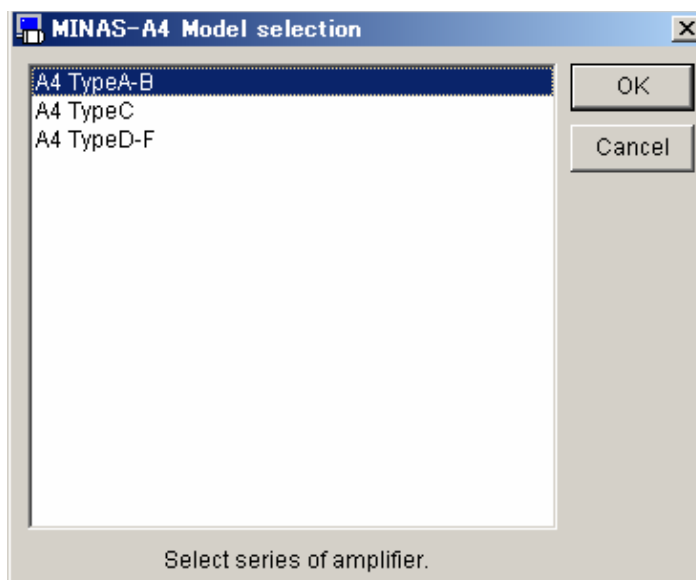 MINAS-A4 Model selection
A4 TypeA-B
A4 TypeC
A4 TypeD-F
OK
Cancel
Select series of amplifier.